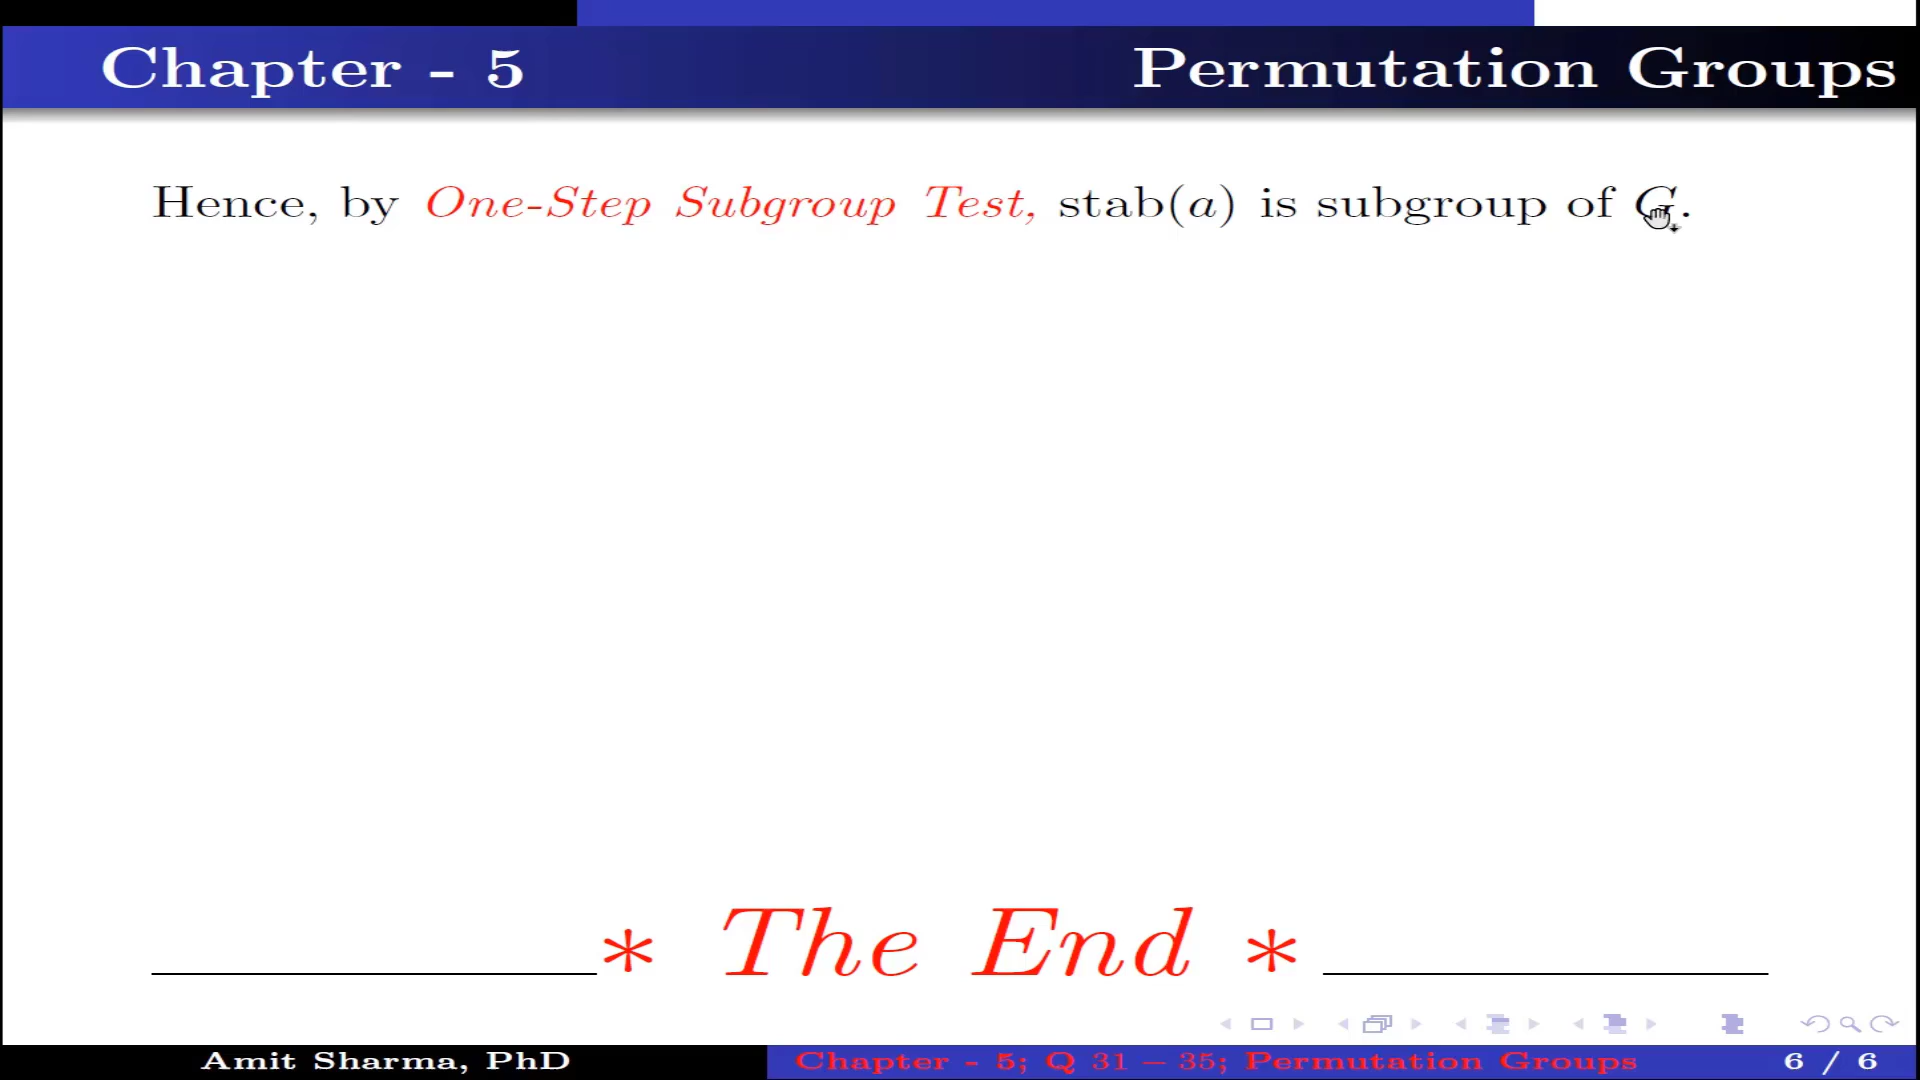 Chapter - 5 Permutation Groups
Hence, by One-Step Subgroup Test, stab(a) is subgroup of G.
* The End *
Amit Sharma, PhD Chapter - 5; Q 31 – 35; Permutation Groups 6 / 6